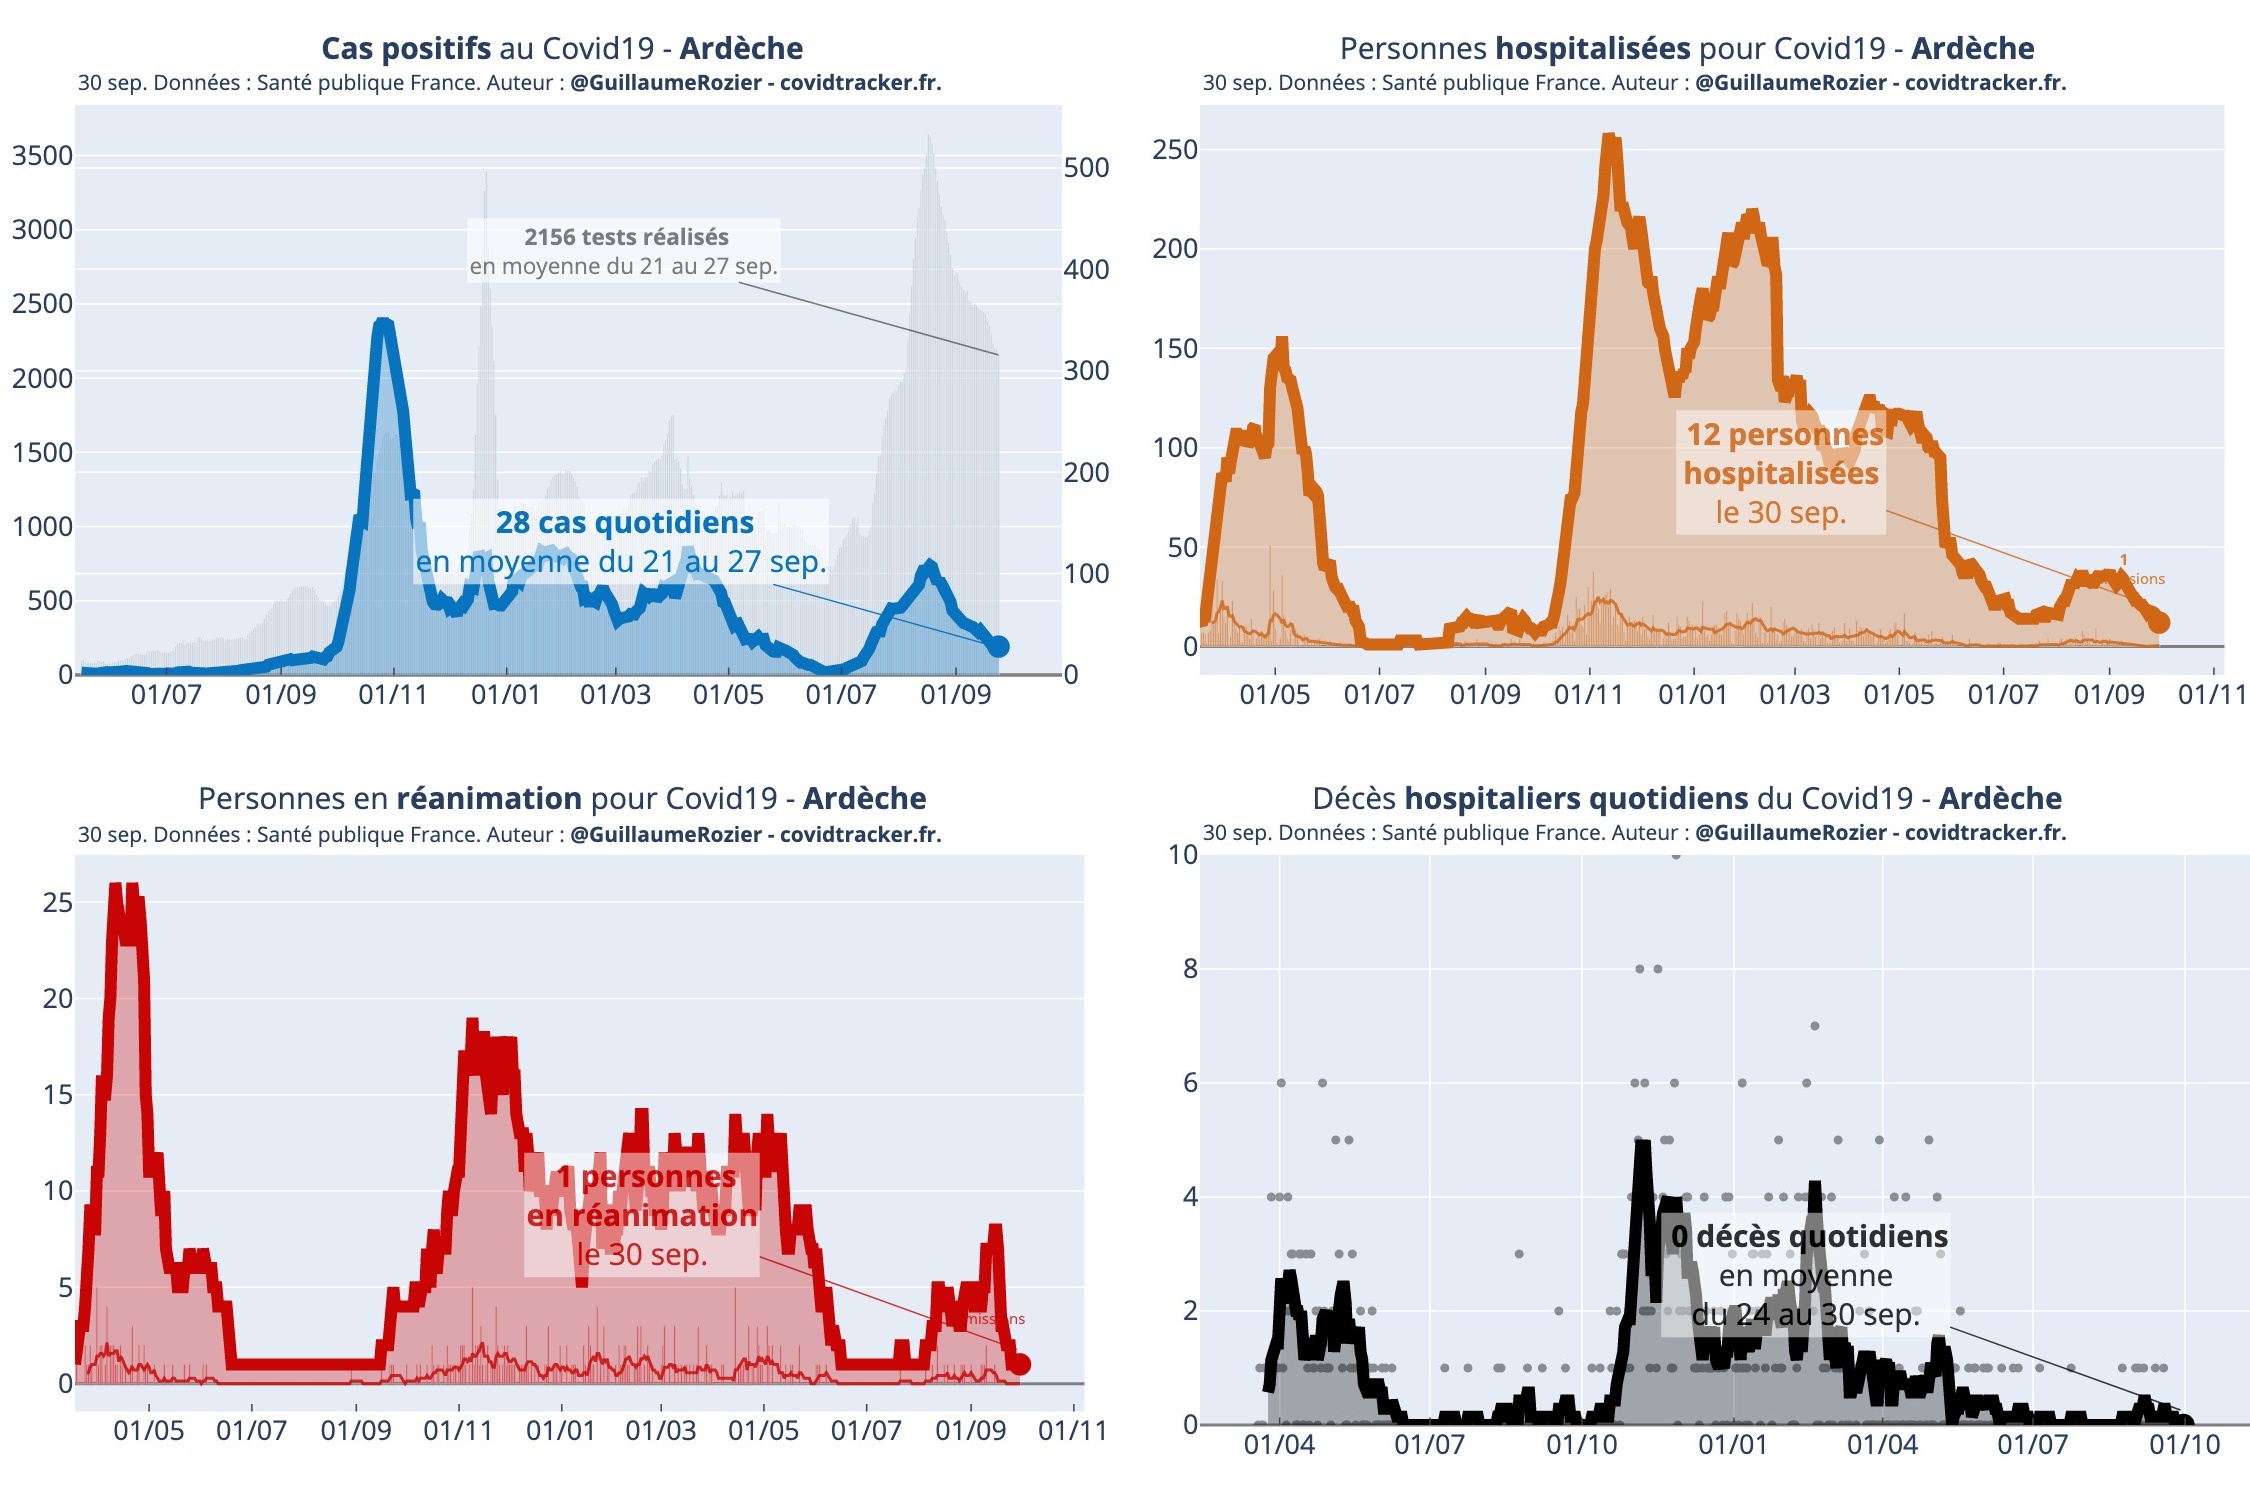 Cas positifs au Covid19 - Ardèche
30 sep. Données : Santé publique France. Auteur : @GuillaumeRozier - covidtracker.fr.
3500
3000
2500
2000
1500
1000
500
0
500
400
300
200
100
0
2156 tests réalisés
en moyenne du 21 au 27 sep.
28 cas quotidiens
en moyenne du 21 au 27 sep.
01/07 01/09 01/11 01/01 01/03 01/05 01/07 01/09
Personnes hospitalisées pour Covid19 - Ardèche
30 sep. Données : Santé publique France. Auteur : @GuillaumeRozier - covidtracker.fr.
250
200
150
100
50
0
12 personnes
hospitalisées
le 30 sep.
1
01/05 01/07 01/09 01/11 01/01 01/03 01/05 01/07 01/09 01/11
Personnes en réanimation pour Covid19 - Ardèche
30 sep. Données : Santé publique France. Auteur : @GuillaumeRozier - covidtracker.fr.
25
20
15
10
5
0
1 personnes
en réanimation
le 30 sep.
01/05 01/07 01/09 01/11 01/01 01/03 01/05 01/07 01/09 01/11
Décès hospitaliers quotidiens du Covid19 - Ardèche
30 sep. Données : Santé publique France. Auteur : @GuillaumeRozier - covidtracker.fr.
10
8
6
4
2
0
0 décès quotidiens
en moyenne
du 24 au 30 sep.
01/04 01/07 01/10 01/01 01/04 01/07 01/10